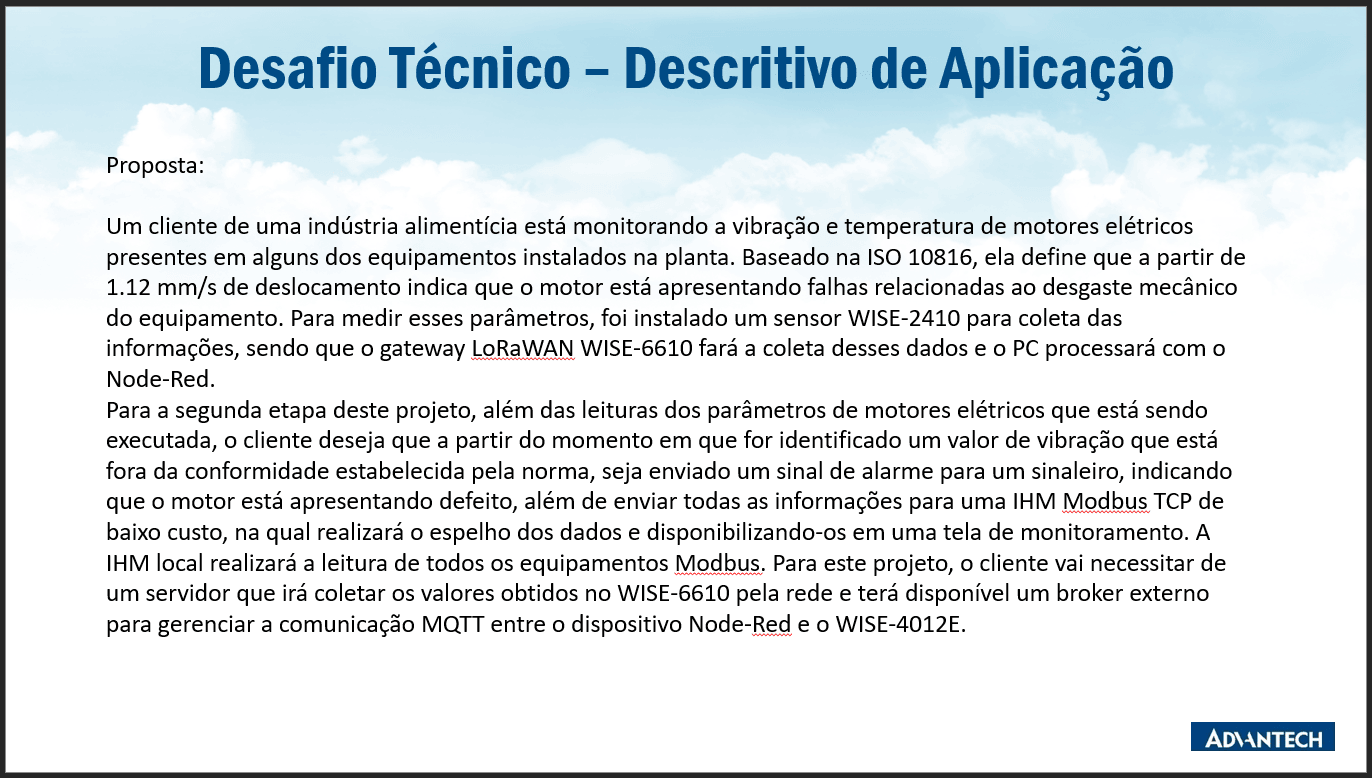 Desafio Técnico – Descritivo de Aplicação
Proposta:
Um cliente de uma indústria alimentícia está monitorando a vibração e temperatura de motores elétricos
presentes em alguns dos equipamentos instalados na planta. Baseado na ISO 10816, ela define que a partir de
1.12 mm/s de deslocamento indica que o motor está apresentando falhas relacionadas ao desgaste mecânico
do equipamento. Para medir esses parâmetros, foi instalado um sensor WISE-2410 para coleta das
informações, sendo que o gateway LoRaWAN WISE-6610 fará a coleta desses dados e o PC processará com o
Node-Red.
Para a segunda etapa deste projeto, além das leituras dos parâmetros de motores elétricos que está sendo
executada, o cliente deseja que a partir do momento em que for identificado um valor de vibração que está
fora da conformidade estabelecida pela norma, seja enviado um sinal de alarme para um sinaleiro, indicando
que o motor está apresentando defeito, além de enviar todas as informações para uma IHM Modbus TCP de
baixo custo, na qual realizará o espelho dos dados e disponibilizando-os em uma tela de monitoramento. A
IHM local realizará a leitura de todos os equipamentos Modbus. Para este projeto, o cliente vai necessitar de
um servidor que irá coletar os valores obtidos no WISE-6610 pela rede e terá disponível um broker externo
para gerenciar a comunicação MQTT entre o dispositivo Node-Red e o WISE-4012E.
ADVANTECH